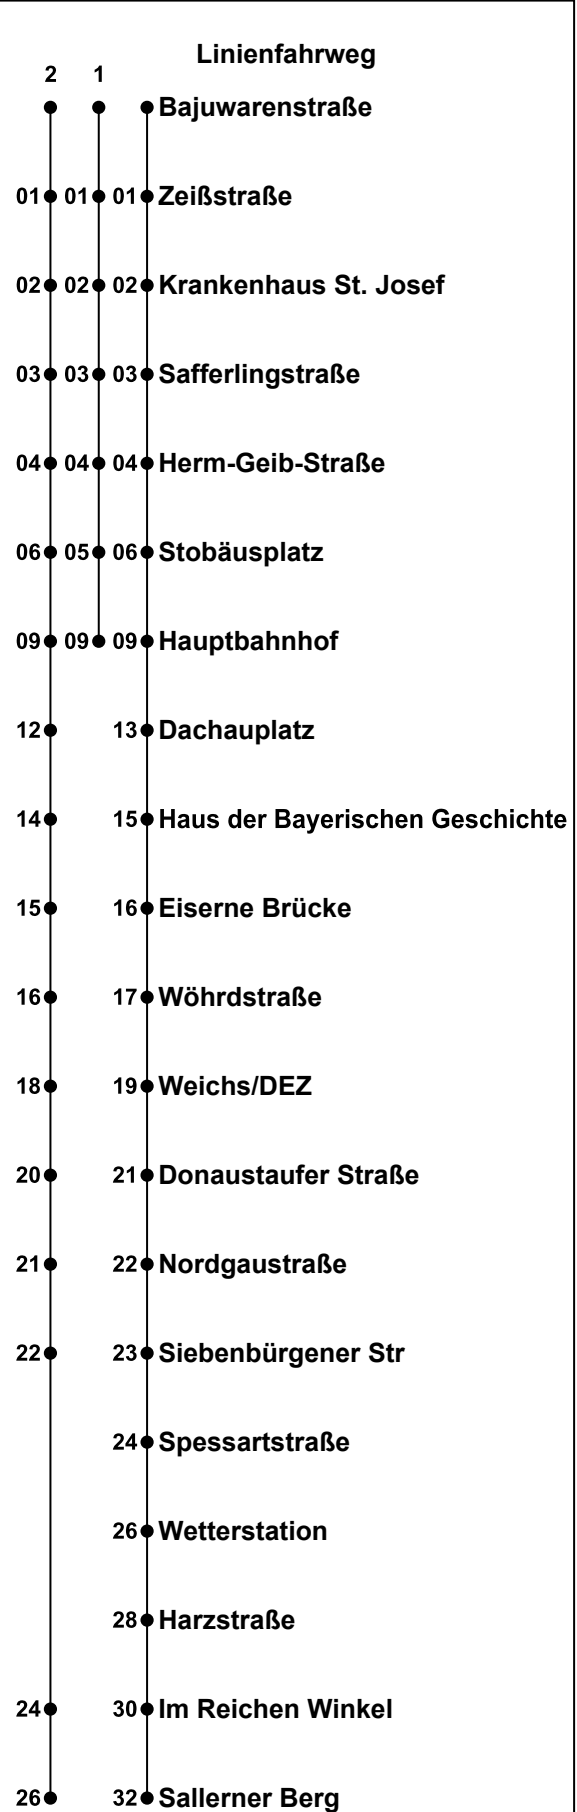 Linienfahrweg
2 1
Bajuwarenstraße
01 01 01 Zeißstraße
02 02 02 Krankenhaus St. Josef
03 03 03 Safferlingstraße
04 04 04 Herm-Geib-Straße
06 05 06 Stobäusplatz
09 09 09 Hauptbahnhof
12 13 Dachauplatz
14 15 Haus der Bayerischen Geschichte
15 16 Eiserne Brücke
16 17 Wöhrdstraße
18 19 Weichs/DEZ
20 21 Donaustaufer Straße
21 22 Nordgaustraße
22 23 Siebenbürgener Str
24 Spessartstraße
26 Wetterstation
28 Harzstraße
24 30 Im Reichen Winkel
26 32 Sallerner Berg